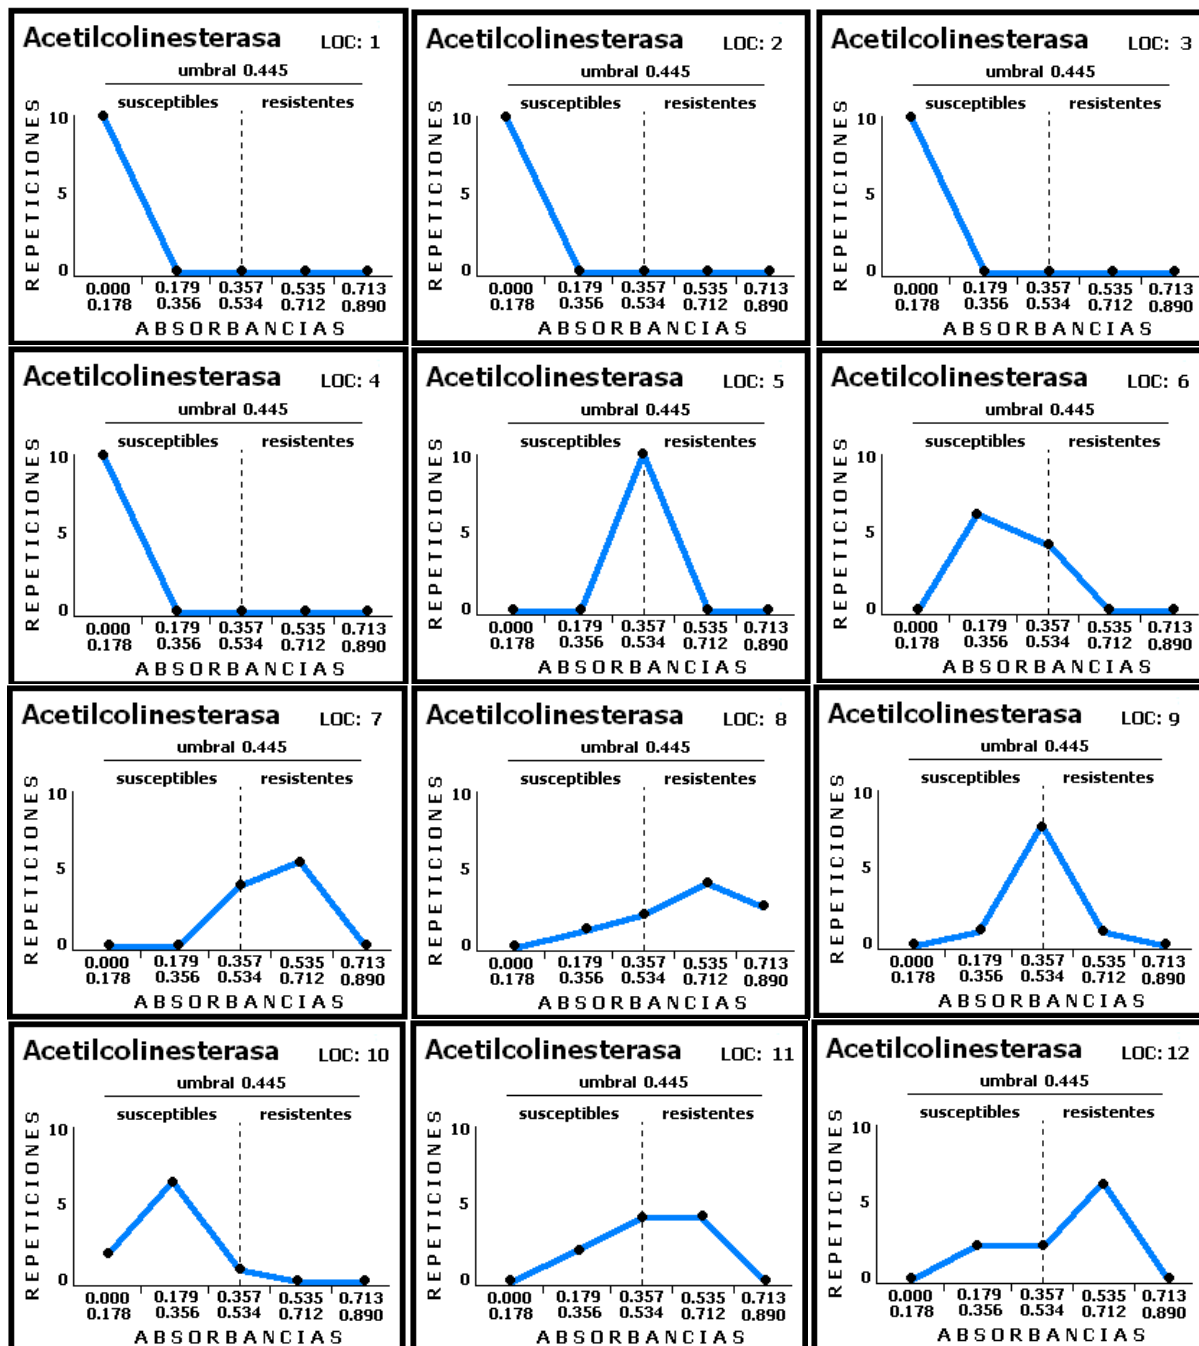 Acetilcolinesterasa LOC: 1
umbral 0.445
susceptibles resistentes
REPETICIONES
10
5
0
0.000 0.179 0.357 0.535 0.713
0.178 0.356 0.534 0.712 0.890
ABSORBANCIAS
Acetilcolinesterasa LOC: 2
umbral 0.445
susceptibles resistentes
REPETICIONES
10
5
0
0.000 0.179 0.357 0.535 0.713
0.178 0.356 0.534 0.712 0.890
ABSORBANCIAS
Acetilcolinesterasa LOC: 3
umbral 0.445
susceptibles resistentes
REPETICIONES
10
5
0
0.000 0.179 0.357 0.535 0.713
0.178 0.356 0.534 0.712 0.890
ABSORBANCIAS
Acetilcolinesterasa LOC: 4
umbral 0.445
susceptibles resistentes
REPETICIONES
10
5
0
0.000 0.179 0.357 0.535 0.713
0.178 0.356 0.534 0.712 0.890
ABSORBANCIAS
Acetilcolinesterasa LOC: 5
umbral 0.445
susceptibles resistentes
REPETICIONES
10
5
0
0.000 0.179 0.357 0.535 0.713
0.178 0.356 0.534 0.712 0.890
ABSORBANCIAS
Acetilcolinesterasa LOC: 6
umbral 0.445
susceptibles resistentes
REPETICIONES
10
5
0
0.000 0.179 0.357 0.535 0.713
0.178 0.356 0.534 0.712 0.890
ABSORBANCIAS
Acetilcolinesterasa LOC: 7
umbral 0.445
susceptibles resistentes
REPETICIONES
10
5
0
0.000 0.179 0.357 0.535 0.713
0.178 0.356 0.534 0.712 0.890
ABSORBANCIAS
Acetilcolinesterasa LOC: 8
umbral 0.445
susceptibles resistentes
REPETICIONES
10
5
0
0.000 0.179 0.357 0.535 0.713
0.178 0.356 0.534 0.712 0.890
ABSORBANCIAS
Acetilcolinesterasa LOC: 9
umbral 0.445
susceptibles resistentes
REPETICIONES
10
5
0
0.000 0.179 0.357 0.535 0.713
0.178 0.356 0.534 0.712 0.890
ABSORBANCIAS
Acetilcolinesterasa LOC: 10
umbral 0.445
susceptibles resistentes
REPETICIONES
10
5
0
0.000 0.179 0.357 0.535 0.713
0.178 0.356 0.534 0.712 0.890
ABSORBANCIAS
Acetilcolinesterasa LOC: 11
umbral 0.445
susceptibles resistentes
REPETICIONES
10
5
0
0.000 0.179 0.357 0.535 0.713
0.178 0.356 0.534 0.712 0.890
ABSORBANCIAS
Acetilcolinesterasa LOC: 12
umbral 0.445
susceptibles resistentes
REPETICIONES
10
5
0
0.000 0.179 0.357 0.535 0.713
0.178 0.356 0.534 0.712 0.890
ABSORBANCIAS